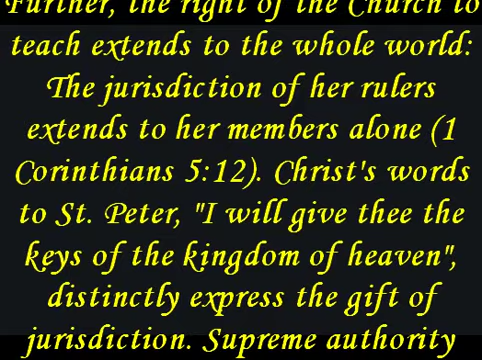 Further, the right of the Church to
teach extends to the whole world:
The jurisdiction of her rulers
extends to her members alone (1
Corinthians 5:12). Christ's words
to St. Peter, "I will give thee the
keys of the kingdom of heaven",
distinctly express the gift of
jurisdiction. Supreme authority